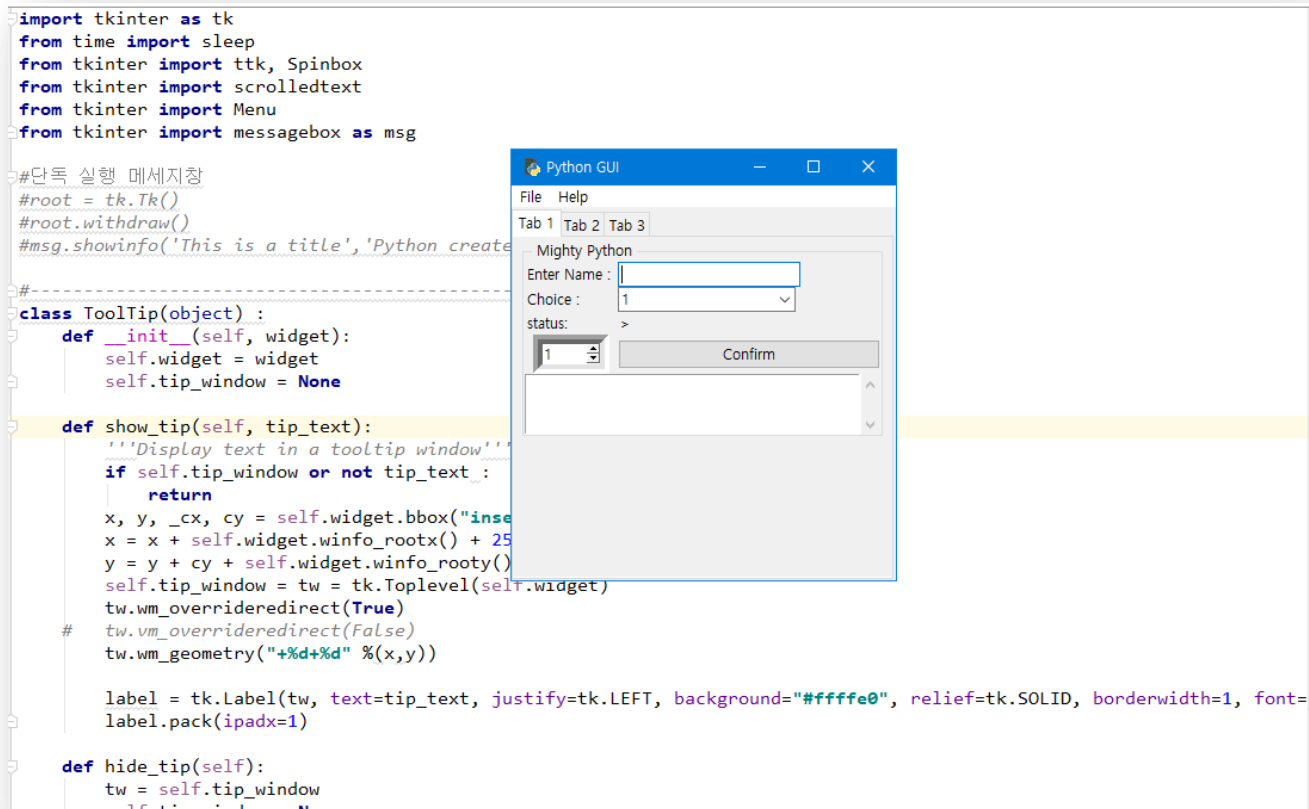 import tkinter as tk
from time import sleep
from tkinter import ttk, Spinbox
from tkinter import scrolledtext
from tkinter import Menu
from tkinter import messagebox as msg
#단독 실행 메세지창
#root = tk.Tk()
#root.withdraw()
#msg.showinfo('This is a title','Python create
#---------------------------------------------
class ToolTip(object) :
def __init__(self, widget):
self.widget = widget
self.tip_window = None
def show_tip(self, tip_text):
'''Display text in a tooltip window'''
if self.tip_window or not tip_text :
return
x, y, _cx, cy = self.widget.bbox("inse
x = x + self.widget.winfo_rootx() + 25
y = y + cy + self.widget.winfo_rooty()
self.tip_window = tw = tk.Toplevel(self.widget)
tw.wm_overrideredirect(True)
# tw.vm_overrideredirect(False)
tw.wm_geometry("+%d+%d" %(x,y))
label = tk.Label(tw, text=tip_text, justify=tk.LEFT, background="#ffffe0", relief=tk.SOLID, borderwidth=1, font=
label.pack(ipadx=1)
def hide_tip(self):
tw = self.tip_window
Python GUI
File Help
Tab 1 Tab 2 Tab 3
Mighty Python
Enter Name :
Choice : 1
status: >
1 Confirm